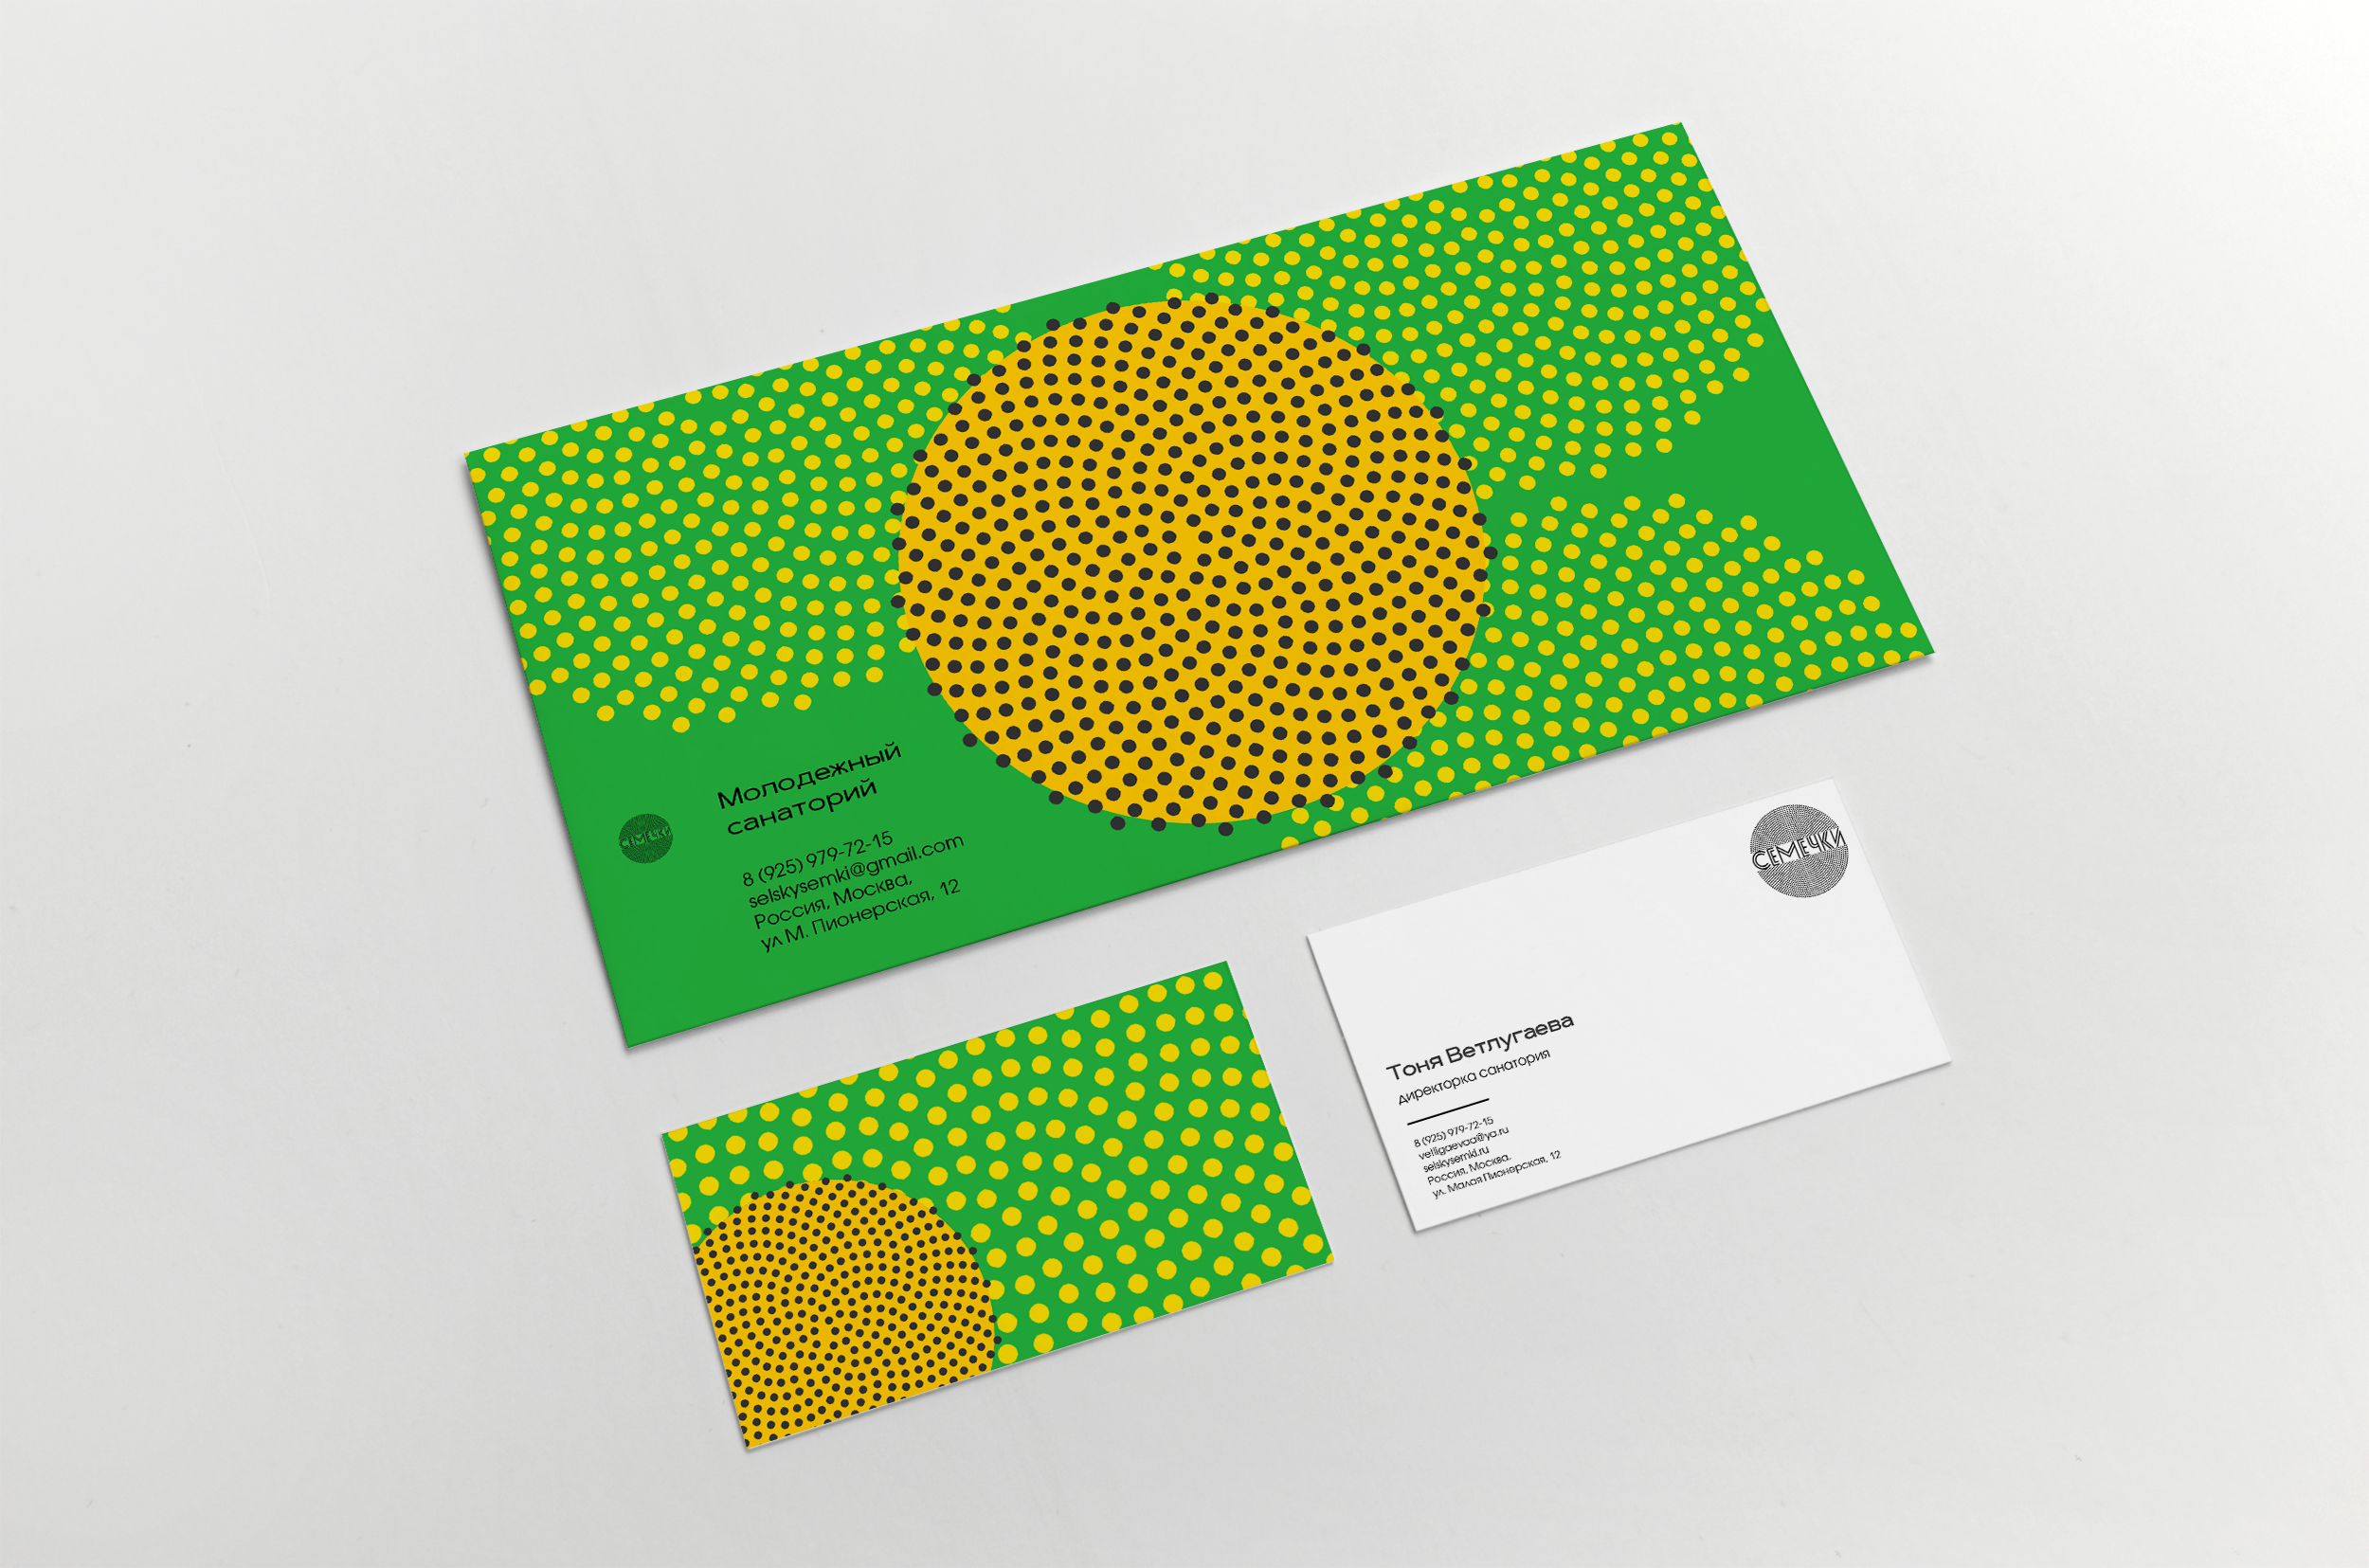 Молодежный
санаторий
СЕМЕЧКИ
8 (925) 979-72-15
selskysemki@gmail.com
Россия, Москва,
ул М. Пионерская, 12
СЕМЕЧКИ
Тоня Ветлугаева
директорка санатория
8 (925) 979-72-15
vetligaevaa@ya.ru
selskysemki.ru
Россия, Москва.
ул. Малая Пионерская, 12